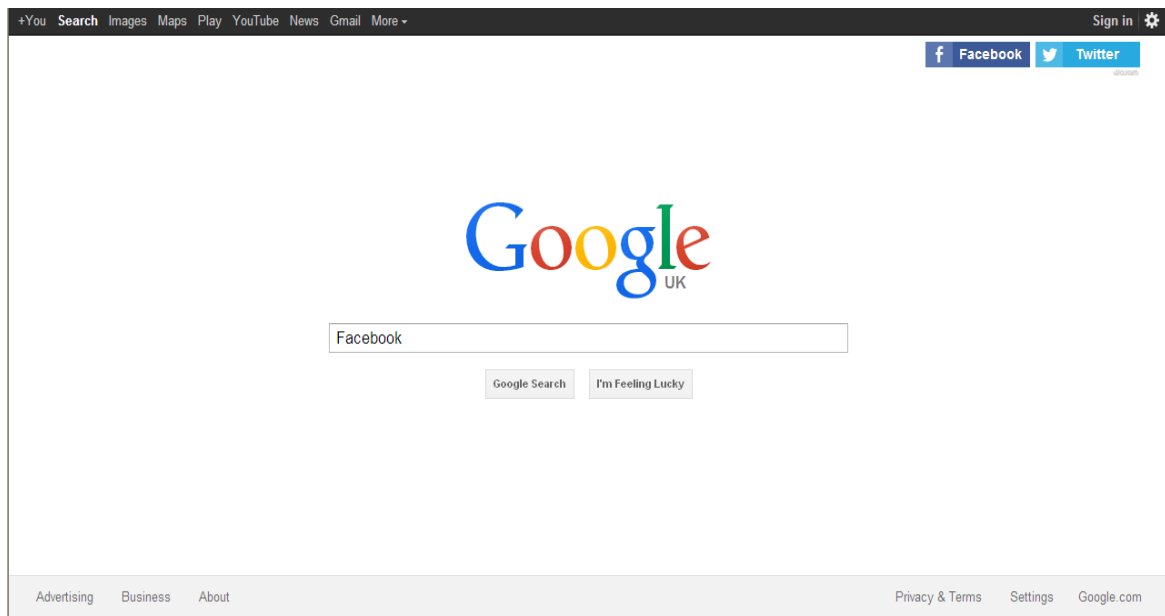 +You Search Images Maps Play YouTube News Gmail More Sign in
Facebook Twitter
Google
UK
Facebook
Google Search I'm Feeling Lucky
Advertising Business About Privacy & Terms Settings Google.com